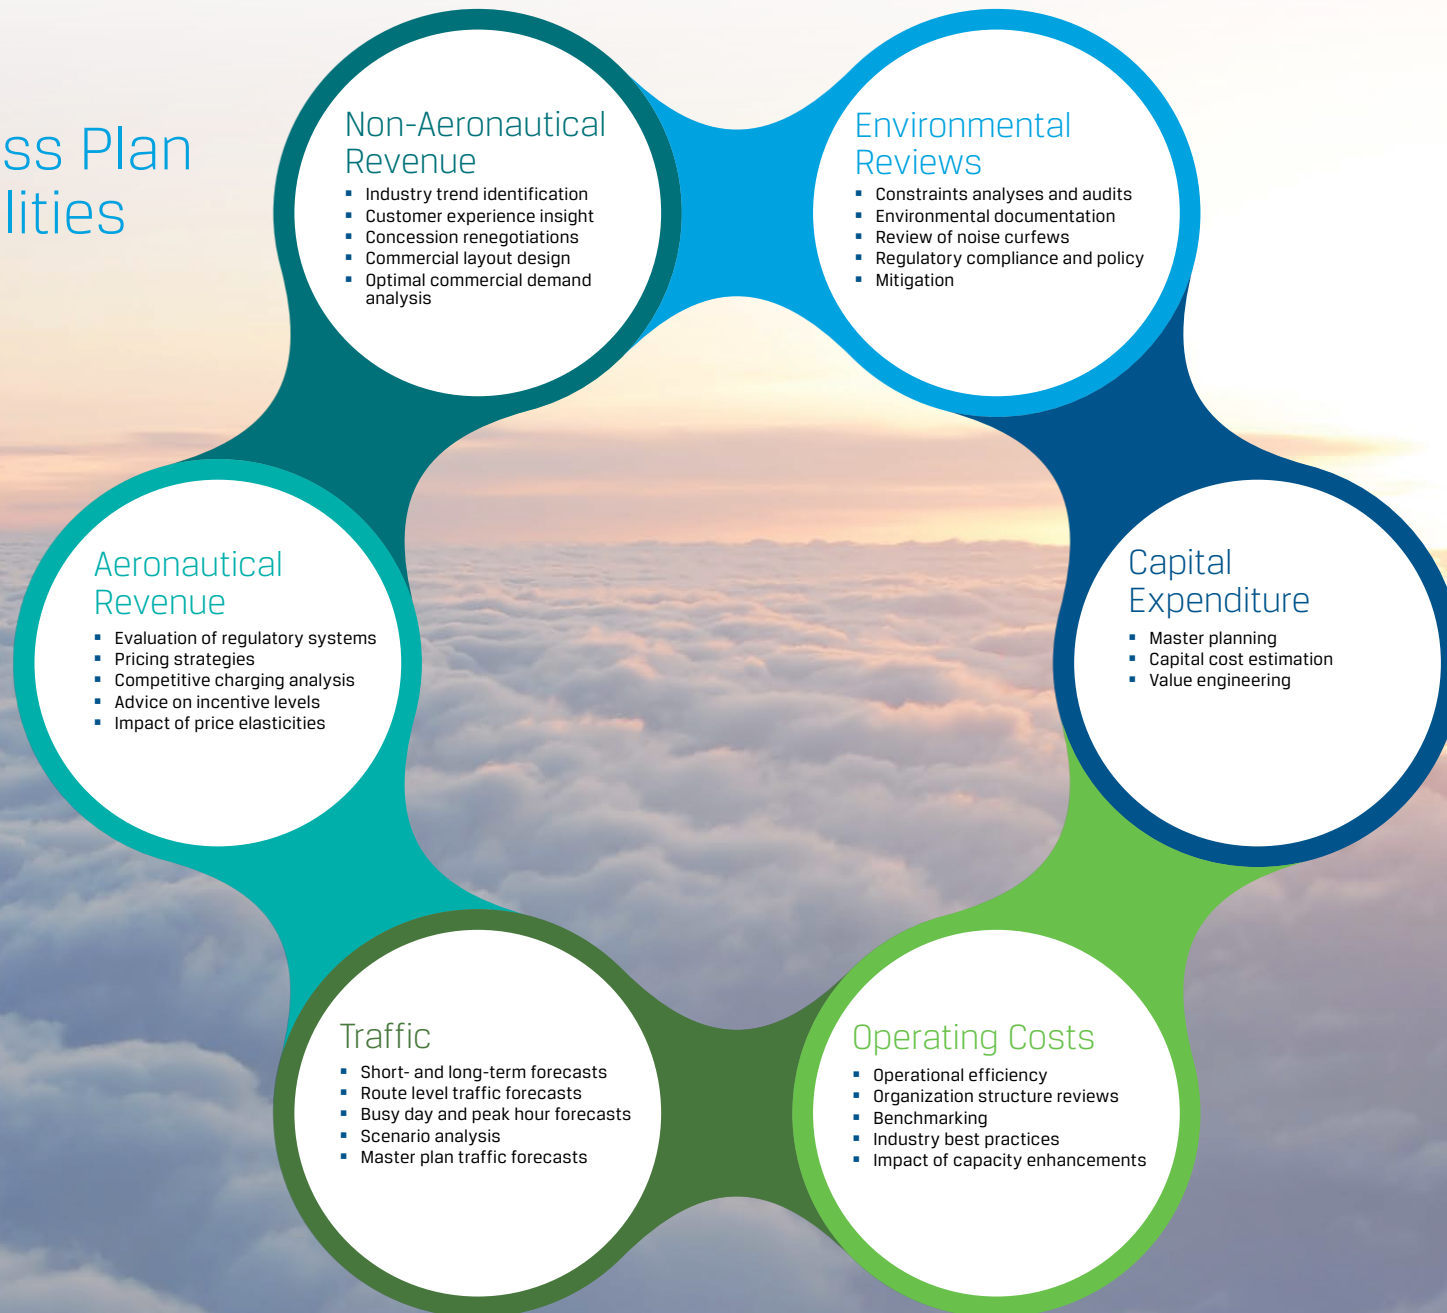 ss Plan
lities
Non-Aeronautical
Revenue
▪ Industry trend identification
▪ Customer experience insight
▪ Concession renegotiations
▪ Commercial layout design
▪ Optimal commercial demand
analysis
Environmental
Reviews
▪ Constraints analyses and audits
▪ Environmental documentation
▪ Review of noise curfews
▪ Regulatory compliance and policy
▪ Mitigation
Aeronautical
Revenue
▪ Evaluation of regulatory systems
▪ Pricing strategies
▪ Competitive charging analysis
▪ Advice on incentive levels
▪ Impact of price elasticities
Capital
Expenditure
▪ Master planning
▪ Capital cost estimation
▪ Value engineering
Traffic
▪ Short- and long-term forecasts
▪ Route level traffic forecasts
▪ Busy day and peak hour forecasts
▪ Scenario analysis
▪ Master plan traffic forecasts
Operating Costs
▪ Operational efficiency
▪ Organization structure reviews
▪ Benchmarking
▪ Industry best practices
▪ Impact of capacity enhancements